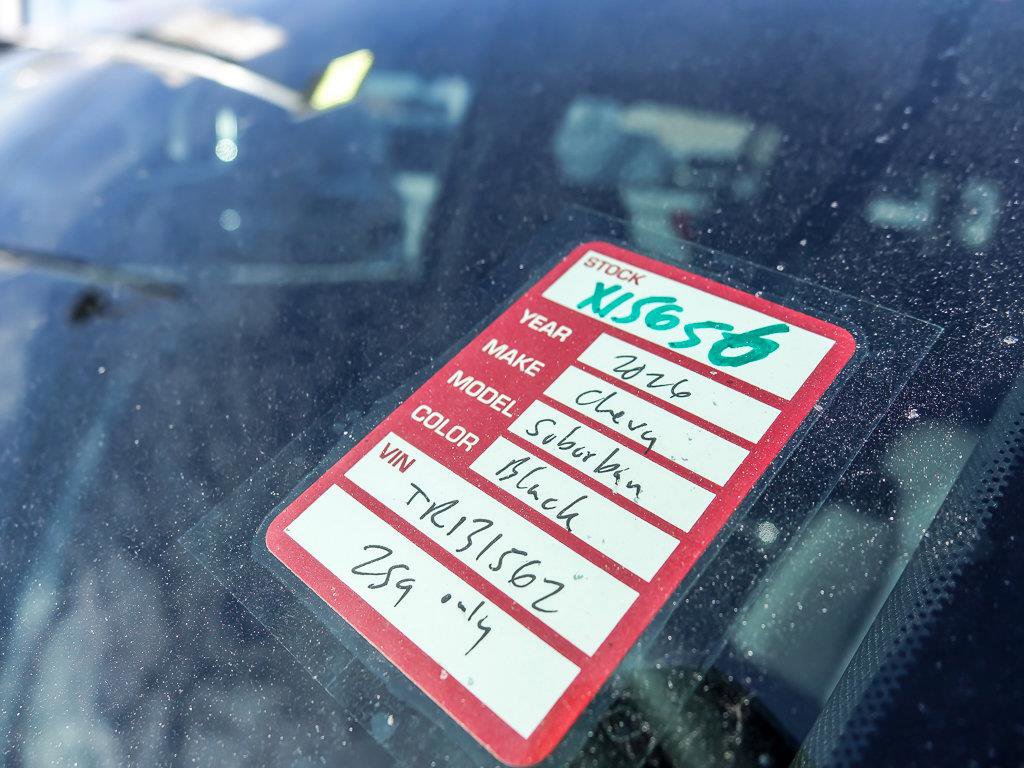 STOCK
X15656
YEAR 2026
MAKE Chevy
MODEL Suburban
COLOR Black
VIN
TR131562
259 only